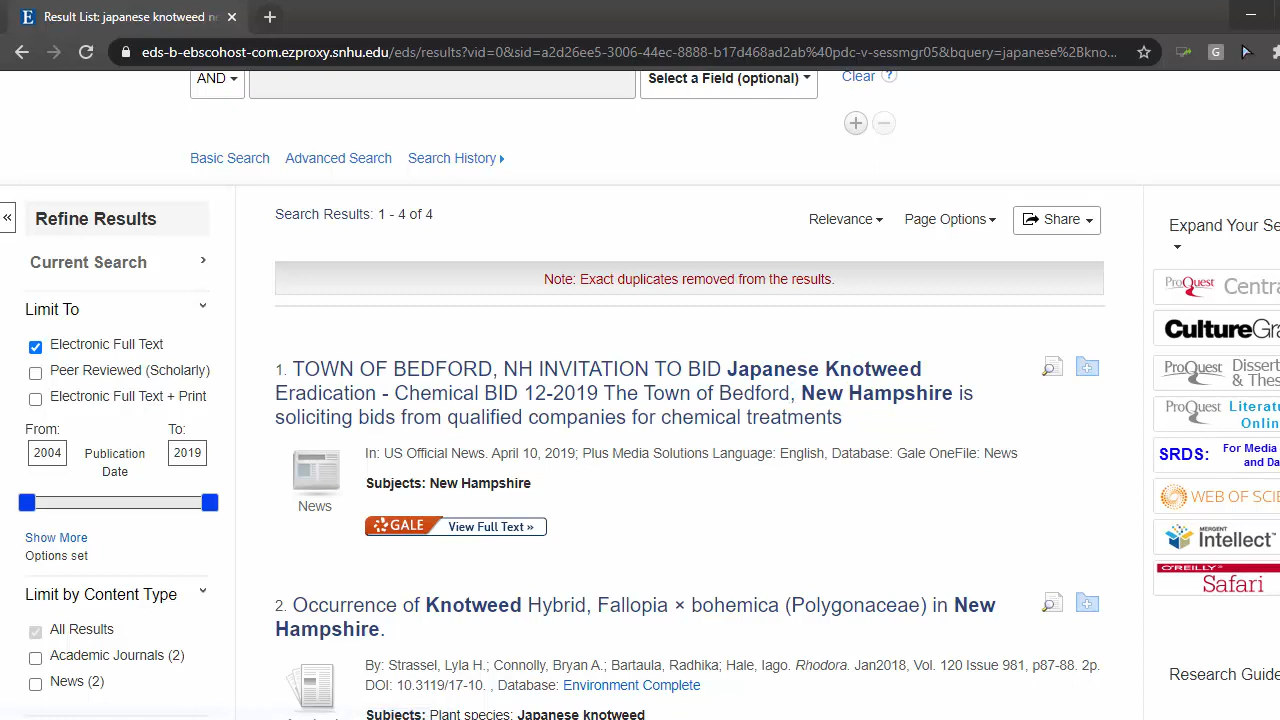 Result List: japanese knotweed n
eds-b-ebscohost-com.ezproxy.snhu.edu/eds/results?vid=0&sid=a2d26ee5-3006-44ec-8888-b17d468ad2ab%40pdc-v-sessmgr05&bquery=japanese%2Bkno...
G
AND
Select a Field (optional)
Clear ?
Basic Search Advanced Search Search History
«
Refine Results
Current Search
Limit To
Electronic Full Text
Peer Reviewed (Scholarly)
Electronic Full Text + Print
From: To:
2004 Publication Date 2019
Show More
Options set
Limit by Content Type
All Results
Academic Journals (2)
News (2)
Search Results: 1 - 4 of 4
Relevance Page Options Share
Note: Exact duplicates removed from the results.
1. TOWN OF BEDFORD, NH INVITATION TO BID Japanese Knotweed
Eradication - Chemical BID 12-2019 The Town of Bedford, New Hampshire is
soliciting bids from qualified companies for chemical treatments
In: US Official News. April 10, 2019; Plus Media Solutions Language: English, Database: Gale OneFile: News
Subjects: New Hampshire
News
GALE View Full Text »
2. Occurrence of Knotweed Hybrid, Fallopia × bohemica (Polygonaceae) in New
Hampshire.
By: Strassel, Lyla H.; Connolly, Bryan A.; Bartaula, Radhika; Hale, Iago. Rhodora. Jan2018, Vol. 120 Issue 981, p87-88. 2p.
DOI: 10.3119/17-10. , Database: Environment Complete
Subjects: Plant species; Japanese knotweed
Expand Your Se
ProQuest Centra
CultureGra
ProQuest Dissert
& Thes
ProQuest Literatu
Onlin
SRDS: For Media
and Da
WEB OF SCIE
MERGENT
Intellect™
O'REILLY
Safari
Research Guide